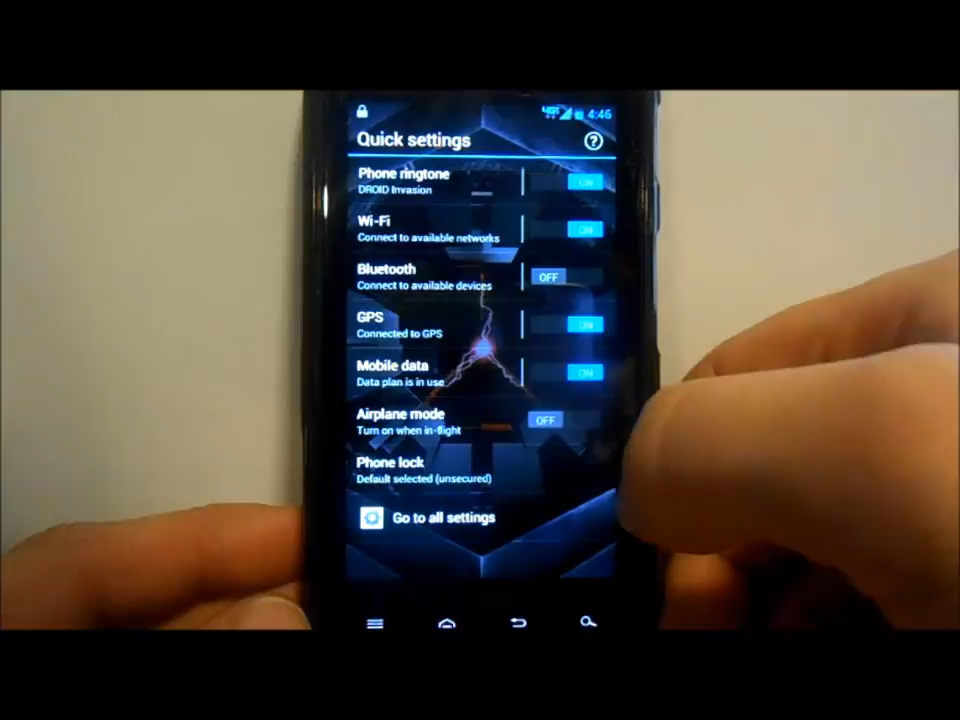 4G 4:46
Quick settings
?
Phone ringtone
DROID Invasion
ON
Wi-Fi
Connect to available networks
ON
Bluetooth
Connect to available devices
OFF
GPS
Connected to GPS
ON
Mobile data
Data plan is in use
ON
Airplane mode
Turn on when in-flight
OFF
Phone lock
Default selected (unsecured)
Go to all settings